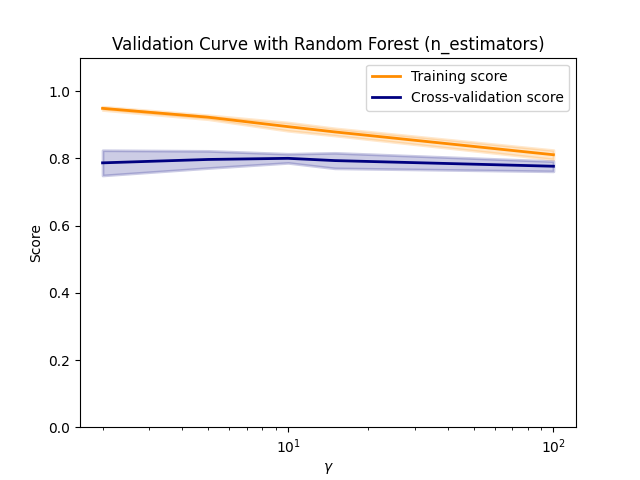 Validation Curve with Random Forest (n_estimators)
Training score
Cross-validation score
Score
1.0
0.8
0.6
0.4
0.2
0.0
10¹
10²
γ